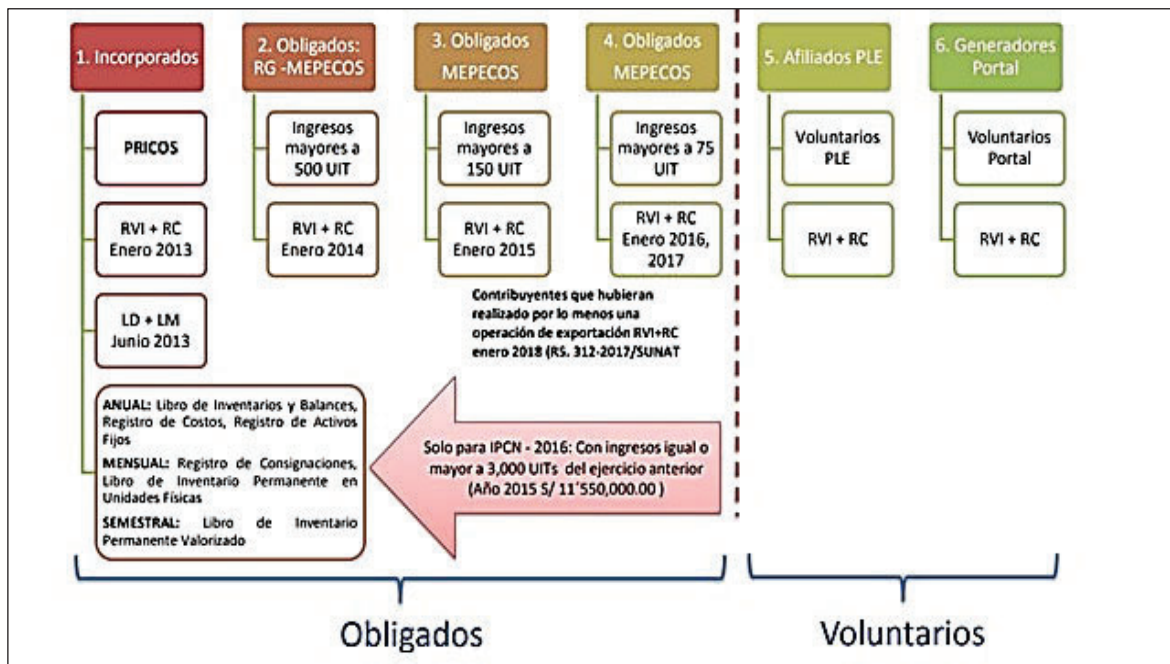 1. Incorporados
PRICOS
RVI + RC
Enero 2013
LD + LM
Junio 2013
ANUAL: Libro de Inventarios y Balances,
Registro de Costos, Registro de Activos
Fijos
MENSUAL: Registro de Consignaciones,
Libro de Inventario Permanente en
Unidades Físicas
SEMESTRAL: Libro de Inventario
Permanente Valorizado
2. Obligados:
RG -MEPECOS
Ingresos
mayores a
500 UIT
RVI + RC
Enero 2014
3. Obligados
MEPECOS
Ingresos
mayores a
150 UIT
RVI + RC
Enero 2015
4. Obligados
MEPECOS
Ingresos
mayores a 75
UIT
RVI + RC
Enero 2016,
2017
Contribuyentes que hubieran
realizado por lo menos una
operación de exportación RVI+RC
enero 2018 (RS. 312-2017/SUNAT
Solo para IPCN - 2016: Con ingresos igual o
mayor a 3,000 UITs del ejercicio anterior
(Año 2015 S/ 11´550,000.00 )
5. Afiliados PLE
Voluntarios
PLE
RVI + RC
6. Generadores
Portal
Voluntarios
Portal
RVI + RC
Obligados
Voluntarios